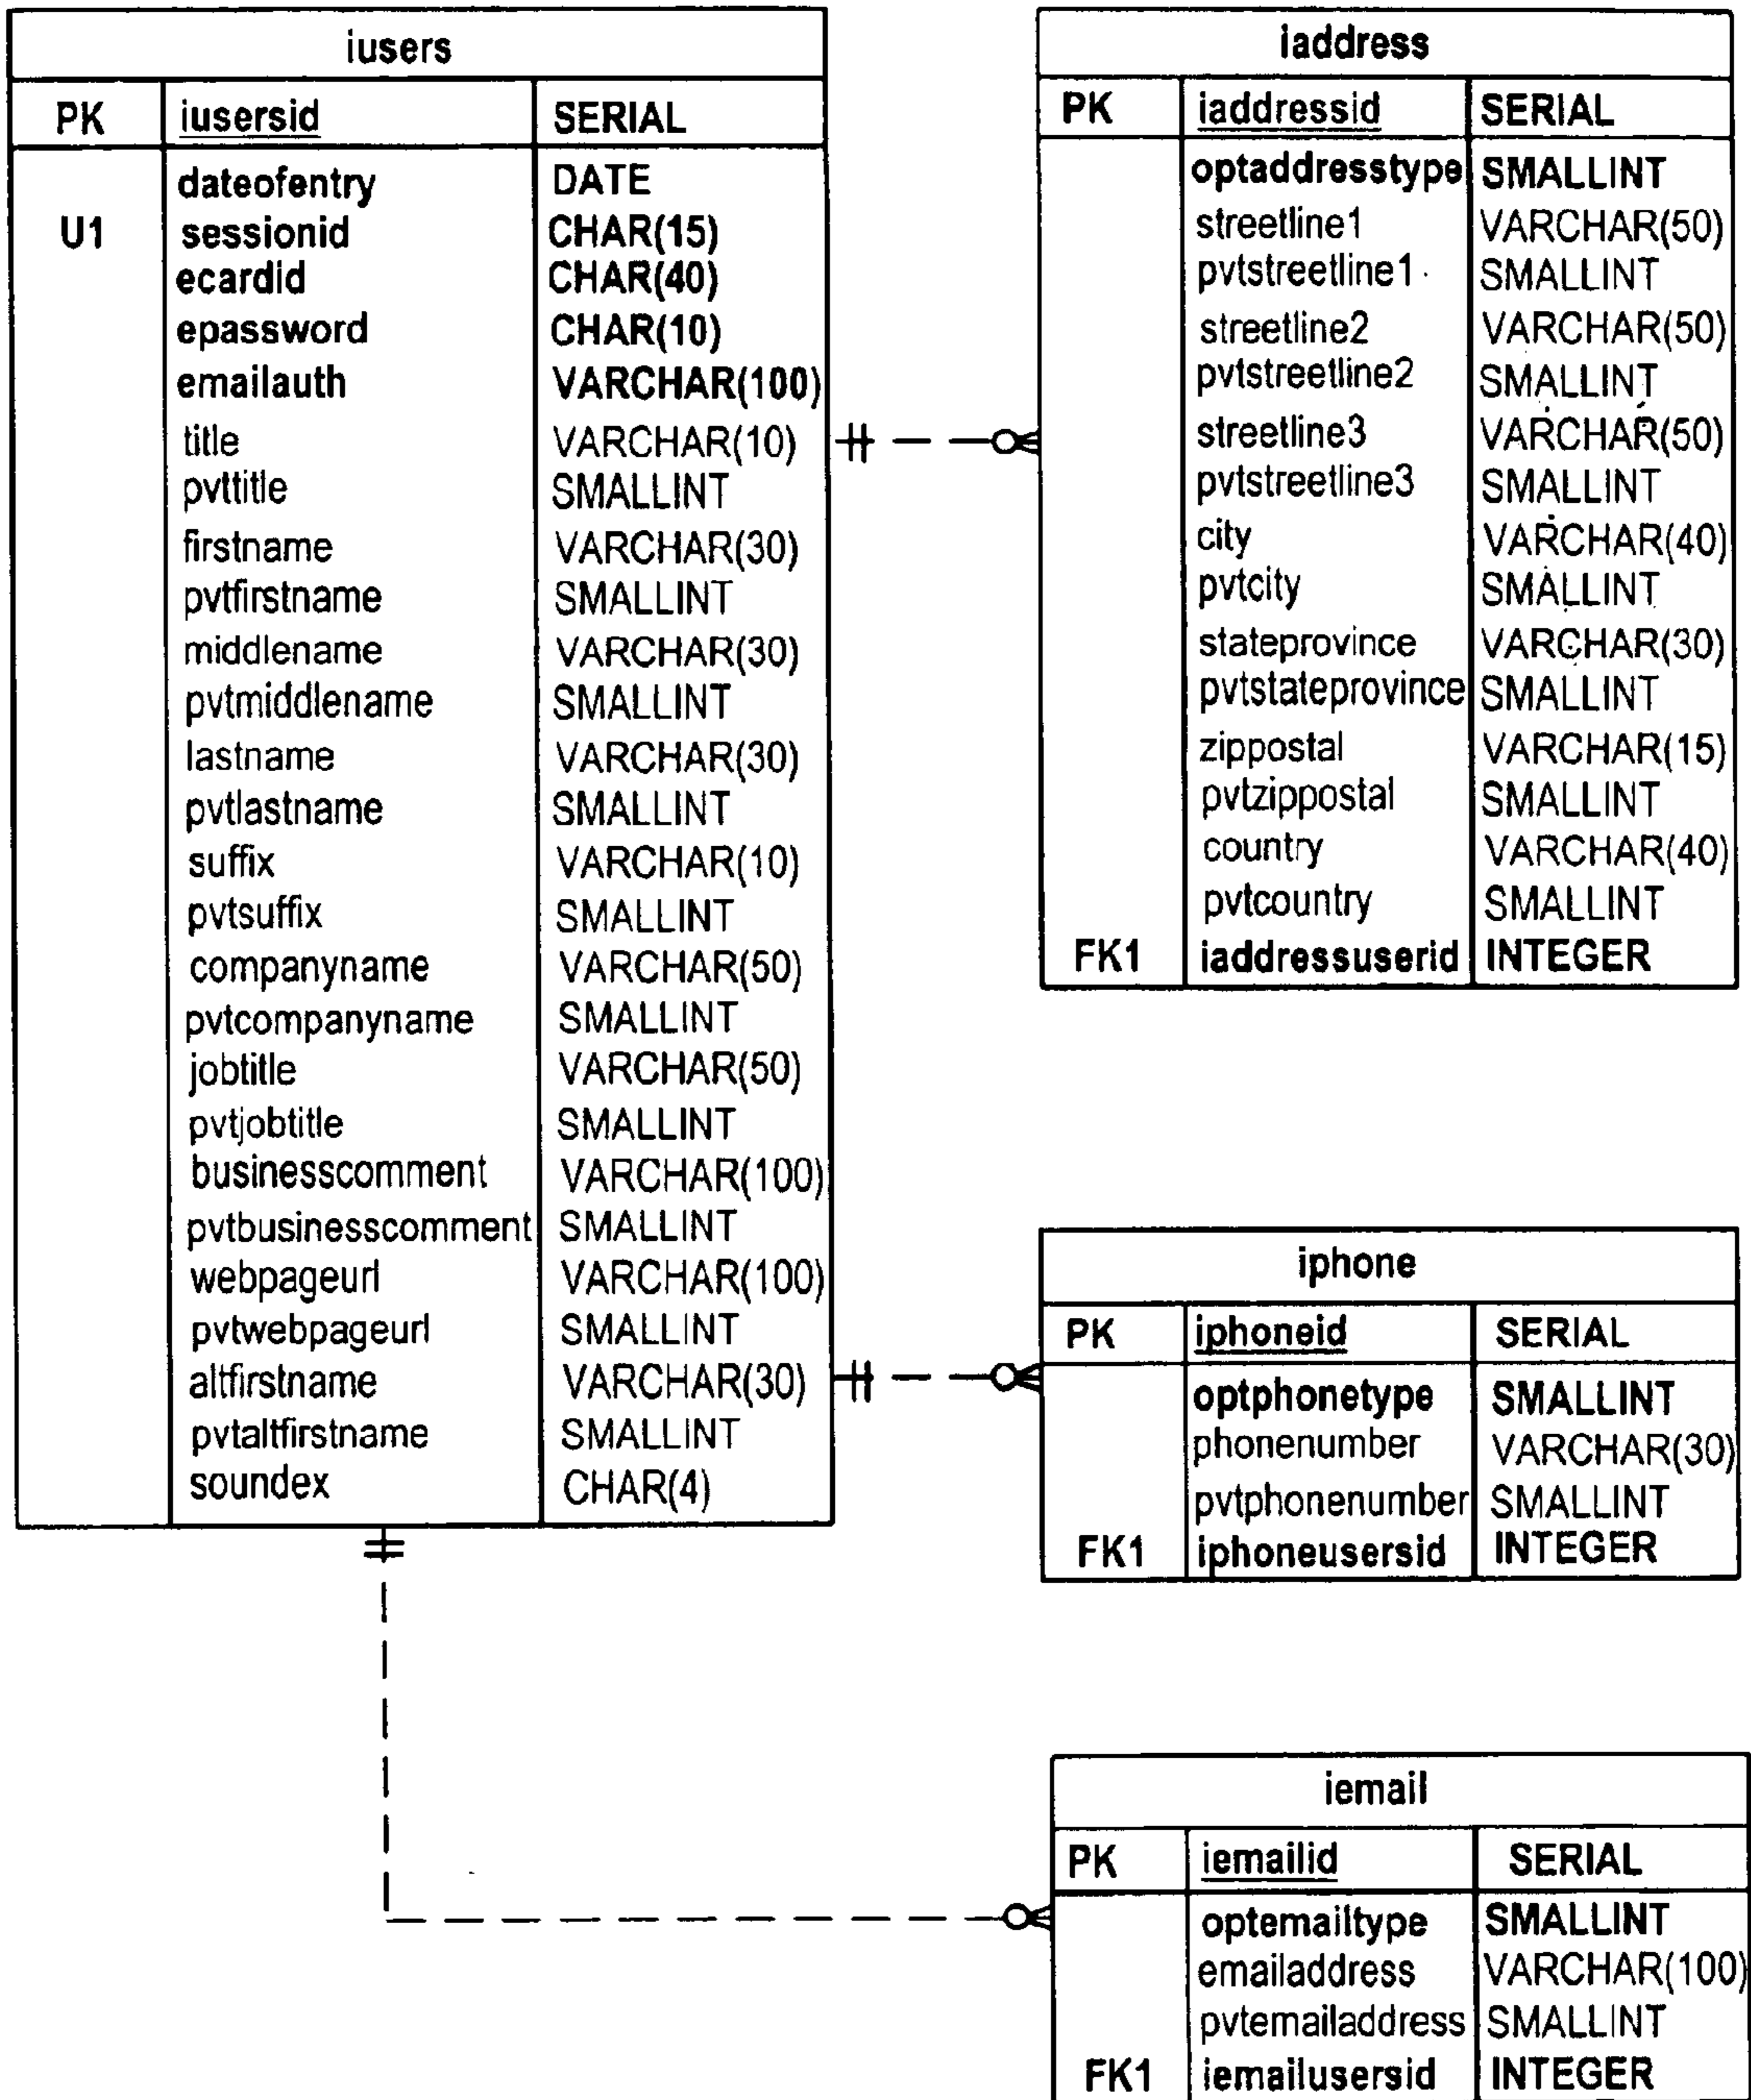 iusers
PK iusersid SERIAL
dateofentry DATE
U1 sessionid CHAR(15)
ecardid CHAR(40)
epassword CHAR(10)
emailauth VARCHAR(100)
title VARCHAR(10)
pvttitle SMALLINT
firstname VARCHAR(30)
pvtfirstname SMALLINT
middlename VARCHAR(30)
pvtmiddlename SMALLINT
lastname VARCHAR(30)
pvtlastname SMALLINT
suffix VARCHAR(10)
pvtsuffix SMALLINT
companyname VARCHAR(50)
pvtcompanyname SMALLINT
jobtitle VARCHAR(50)
pvtjobtitle SMALLINT
businesscomment VARCHAR(100)
pvtbusinesscomment SMALLINT
webpageurl VARCHAR(100)
pvtwebpageurl SMALLINT
altfirstname VARCHAR(30)
pvtaltfirstname SMALLINT
soundex CHAR(4)
iaddress
PK iaddressid SERIAL
optaddresstype SMALLINT
streetline1 VARCHAR(50)
pvtstreetline1 SMALLINT
streetline2 VARCHAR(50)
pvtstreetline2 SMALLINT
streetline3 VARCHAR(50)
pvtstreetline3 SMALLINT
city VARCHAR(40)
pvtcity SMALLINT
stateprovince VARCHAR(30)
pvtstateprovince SMALLINT
zippostal VARCHAR(15)
pvtzippostal SMALLINT
country VARCHAR(40)
pvtcountry SMALLINT
FK1 iaddressuserid INTEGER
iphone
PK iphoneid SERIAL
optphonetype SMALLINT
phonenumber VARCHAR(30)
pvtphonenumber SMALLINT
FK1 iphoneusersid INTEGER
iemail
PK iemailid SERIAL
optemailtype SMALLINT
emailaddress VARCHAR(100)
pvtemailaddress SMALLINT
FK1 iemailusersid INTEGER